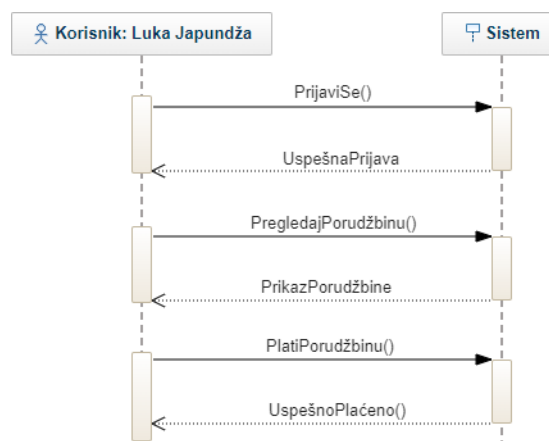 Korisnik: Luka Japundža
Sistem
PrijaviSe()
UspešnaPrijava
PregledajPorudžbinu()
PrikazPorudžbine
PlatiPorudžbinu()
UspešnoPlaćeno()